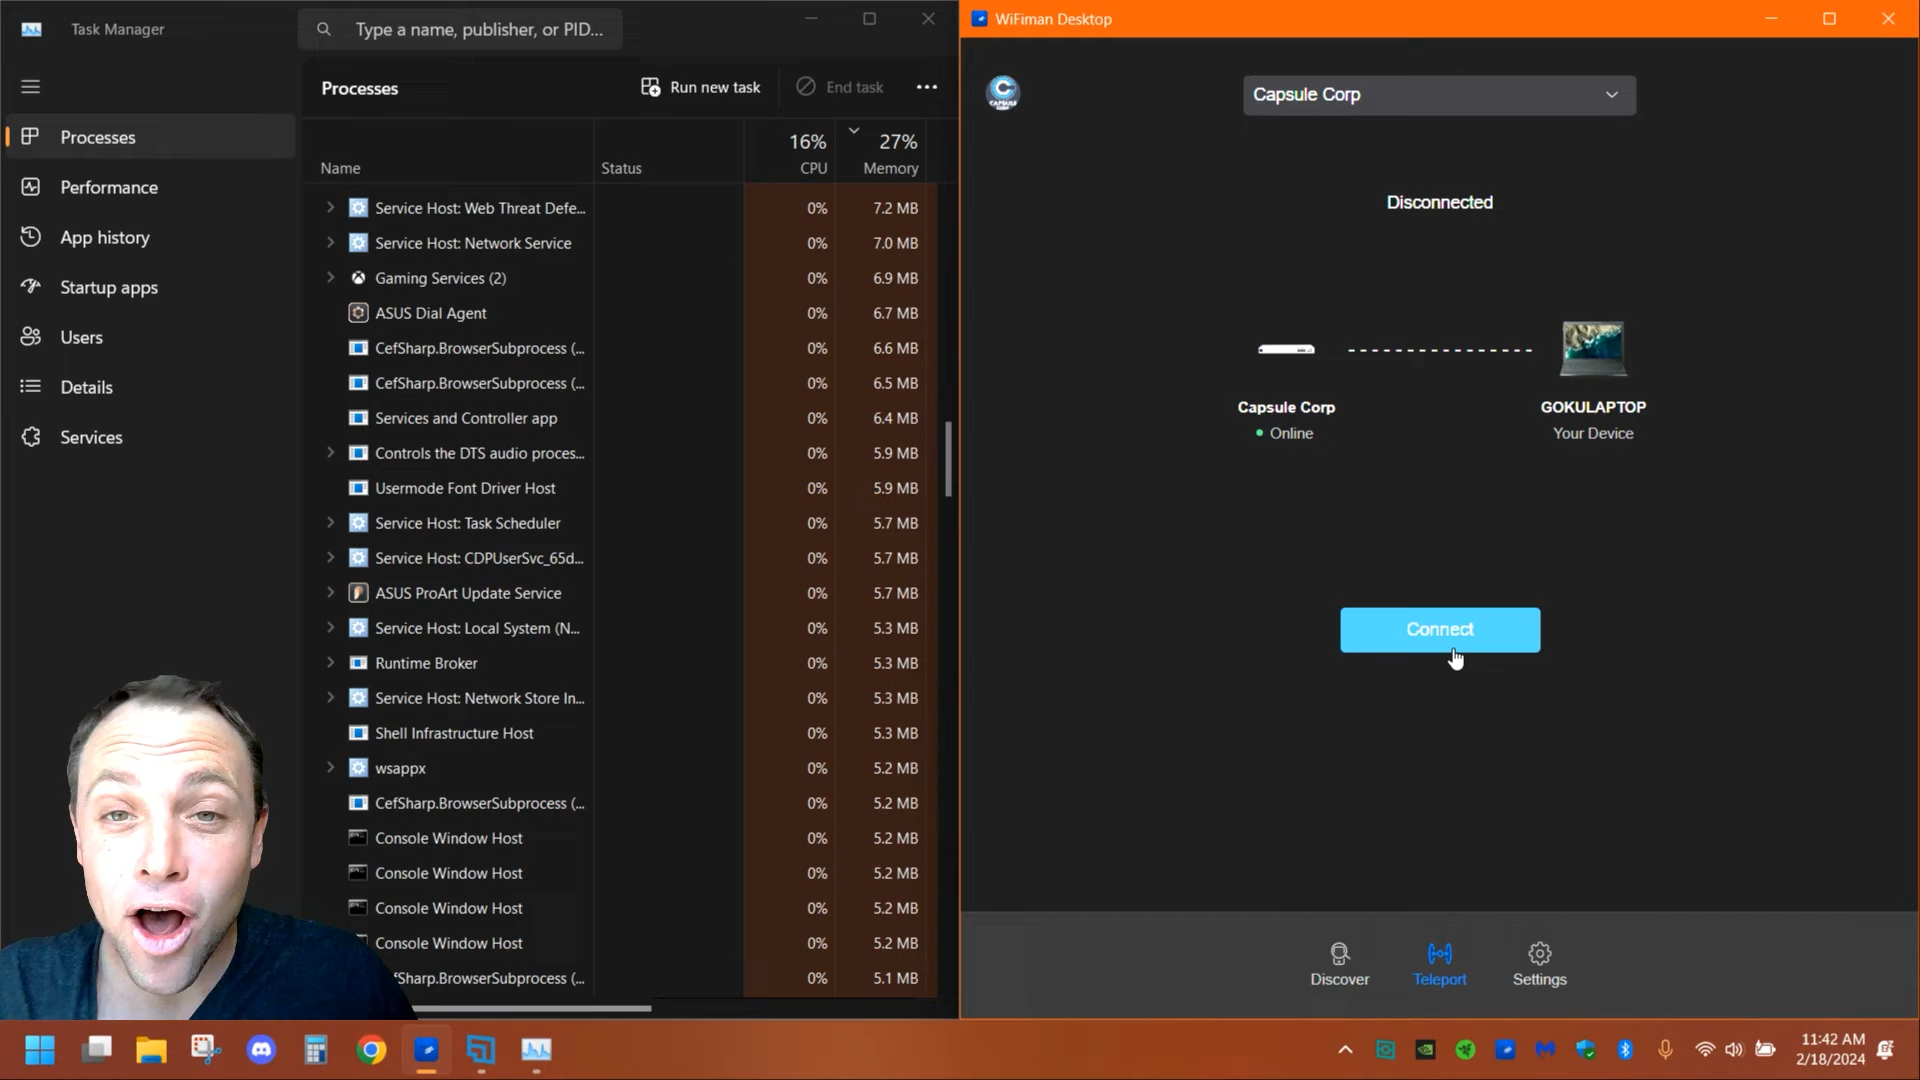 Task Manager
Type a name, publisher, or PID...
Processes
Run new task
End task
Processes
Performance
App history
Startup apps
Users
Details
Services
16%
27%
Name
Status
CPU
Memory
Service Host: Web Threat Defe... 0% 7.2 MB
Service Host: Network Service 0% 7.0 MB
Gaming Services (2) 0% 6.9 MB
ASUS Dial Agent 0% 6.7 MB
CefSharp.BrowserSubprocess (... 0% 6.6 MB
CefSharp.BrowserSubprocess (... 0% 6.5 MB
Services and Controller app 0% 6.4 MB
Controls the DTS audio proces... 0% 5.9 MB
Usermode Font Driver Host 0% 5.9 MB
Service Host: Task Scheduler 0% 5.7 MB
Service Host: CDPUserSvc_65d... 0% 5.7 MB
ASUS ProArt Update Service 0% 5.7 MB
Service Host: Local System (N... 0% 5.3 MB
Runtime Broker 0% 5.3 MB
Service Host: Network Store In... 0% 5.3 MB
Shell Infrastructure Host 0% 5.3 MB
wsappx 0% 5.2 MB
CefSharp.BrowserSubprocess (... 0% 5.2 MB
Console Window Host 0% 5.2 MB
Console Window Host 0% 5.2 MB
Console Window Host 0% 5.2 MB
Console Window Host 0% 5.2 MB
fSharp.BrowserSubprocess (... 0% 5.1 MB
WiFiman Desktop
CAPSULE
Capsule Corp
Disconnected
Capsule Corp
Online
GOKULAPTOP
Your Device
Connect
Discover
Teleport
Settings
11:42 AM
2/18/2024